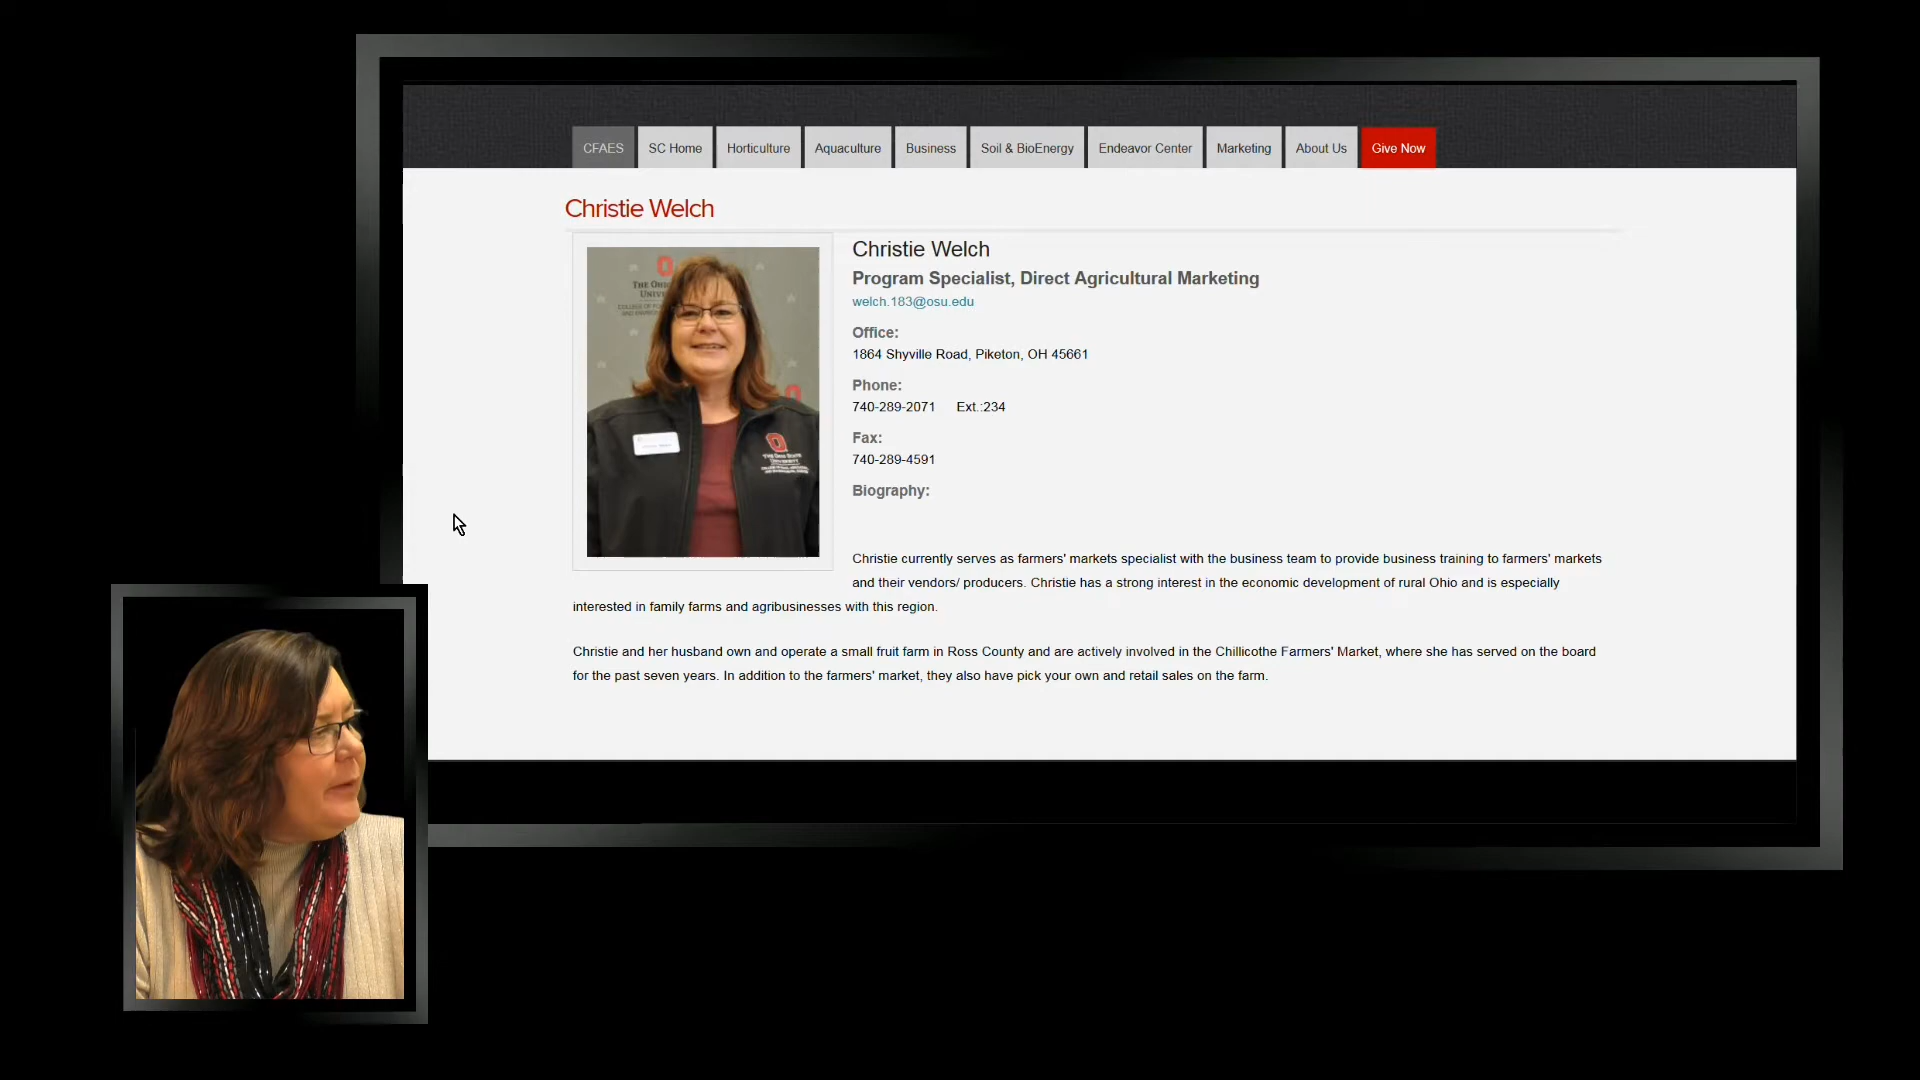 CFAES SC Home Horticulture Aquaculture Business Soil & BioEnergy Endeavor Center Marketing About Us Give Now
Christie Welch
Christie Welch
Program Specialist, Direct Agricultural Marketing
welch.183@osu.edu
Office:
1864 Shyville Road, Piketon, OH 45661
Phone:
740-289-2071 Ext.:234
Fax:
740-289-4591
Biography:
Christie currently serves as farmers' markets specialist with the business team to provide business training to farmers' markets
and their vendors/ producers. Christie has a strong interest in the economic development of rural Ohio and is especially
interested in family farms and agribusinesses with this region.
Christie and her husband own and operate a small fruit farm in Ross County and are actively involved in the Chillicothe Farmers' Market, where she has served on the board
for the past seven years. In addition to the farmers' market, they also have pick your own and retail sales on the farm.
THE OHIO STATE
UNIVERSITY